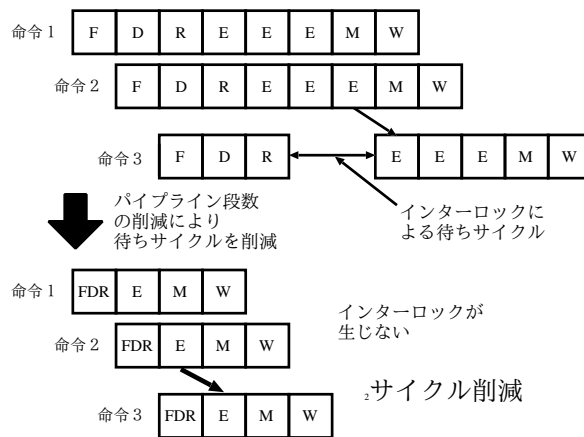 命令1 F D R E E E M W
命令2 F D R E E E M W
命令3 F D R E E E M W
パイプライン段数
の削減により
待ちサイクルを削減
インターロックに
よる待ちサイクル
命令1 FDR E M W
インターロックが
生じない
命令2 FDR E M W
2サイクル削減
命令3 FDR E M W